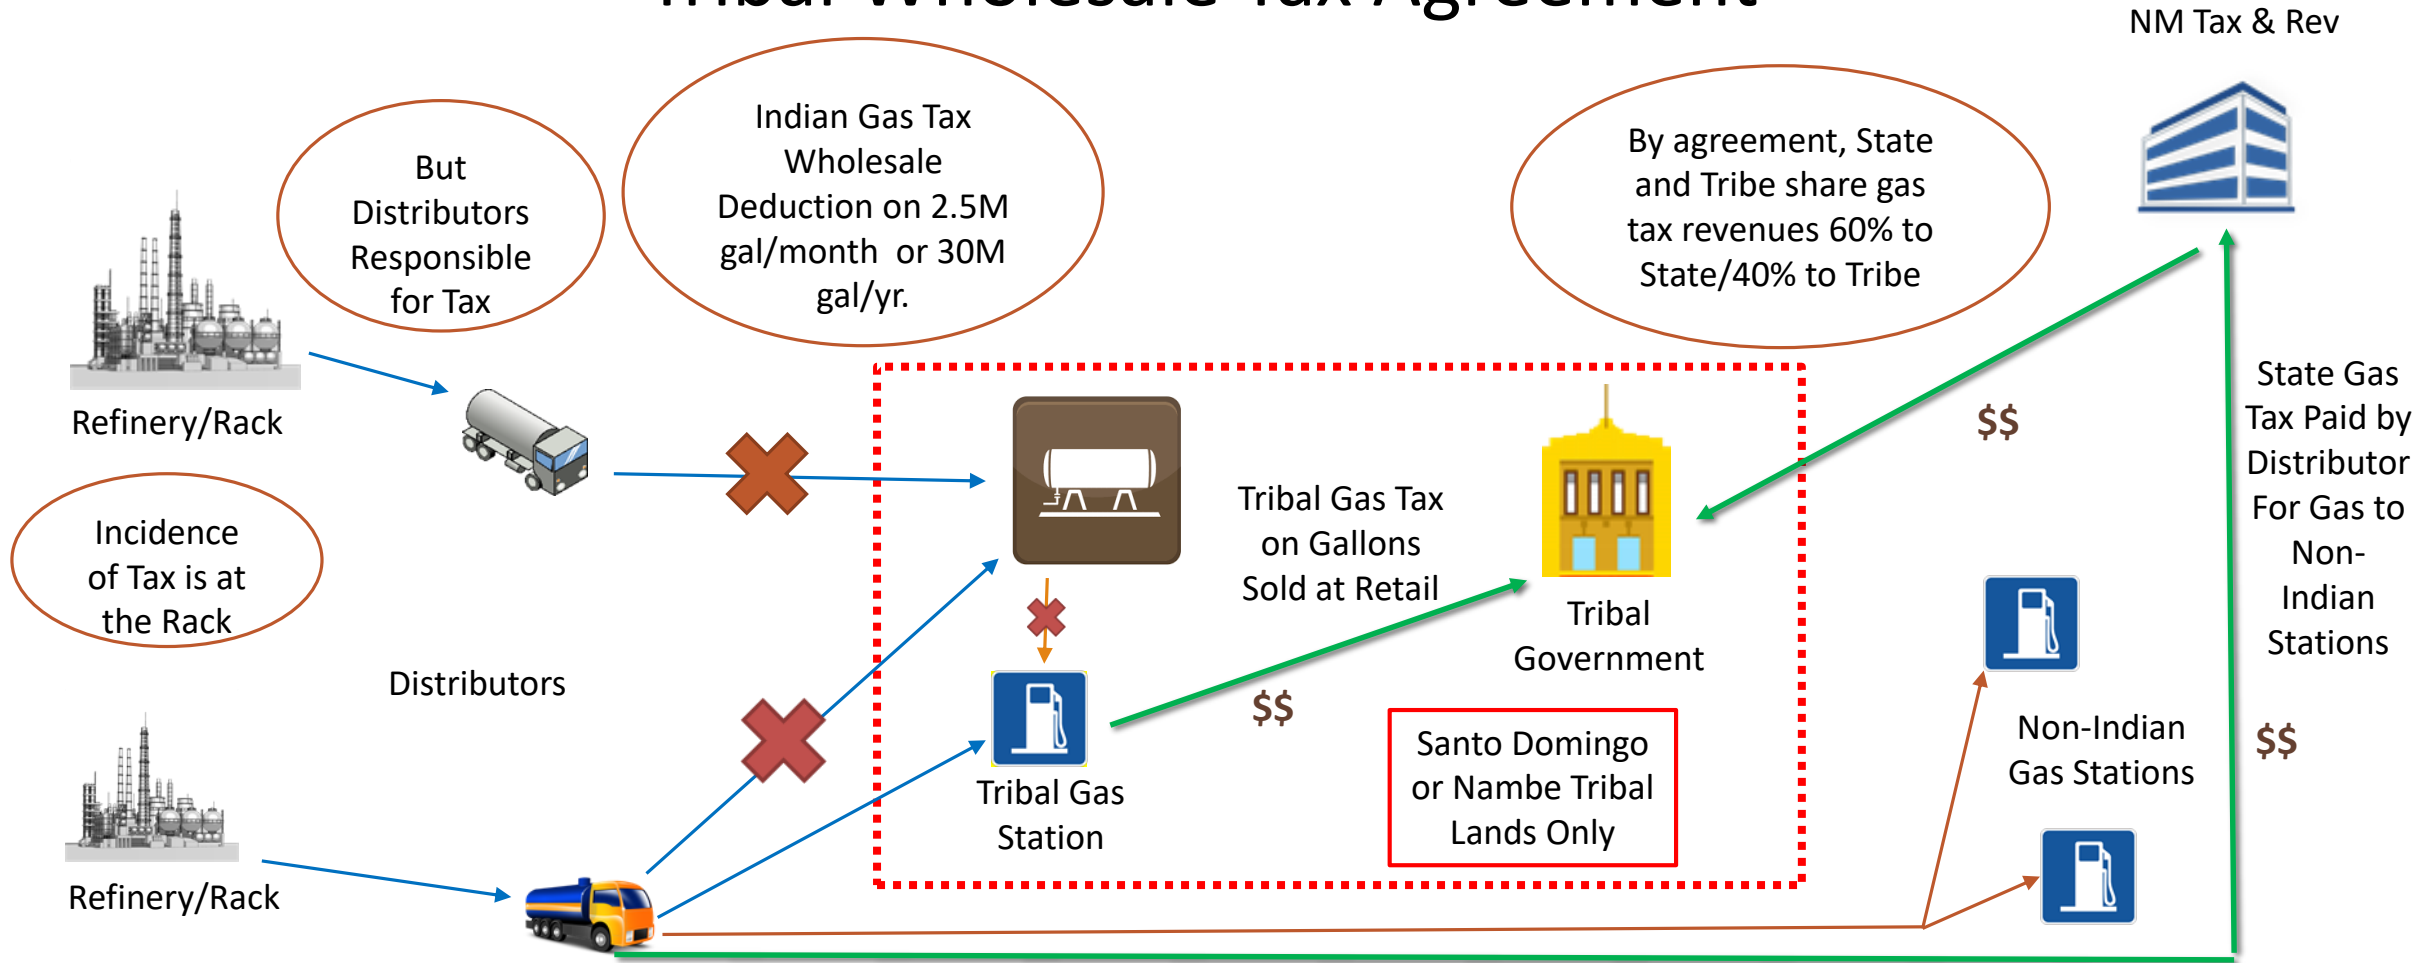 Tribal Wholesale Tax Agreement
NM Tax & Rev
But
Distributors
Responsible
for Tax
Indian Gas Tax
Wholesale
Deduction on 2.5M
gal/month or 30M
gal/yr.
By agreement, State
and Tribe share gas
tax revenues 60% to
State/40% to Tribe
Refinery/Rack
Incidence
of Tax is at
the Rack
Distributors
Refinery/Rack
Tribal Gas Tax
on Gallons
Sold at Retail
$$
Tribal Gas
Station
Tribal
Government
Santo Domingo
or Nambe Tribal
Lands Only
$$
Non-Indian
Gas Stations
State Gas
Tax Paid by
Distributor
For Gas to
Non-
Indian
Stations
$$